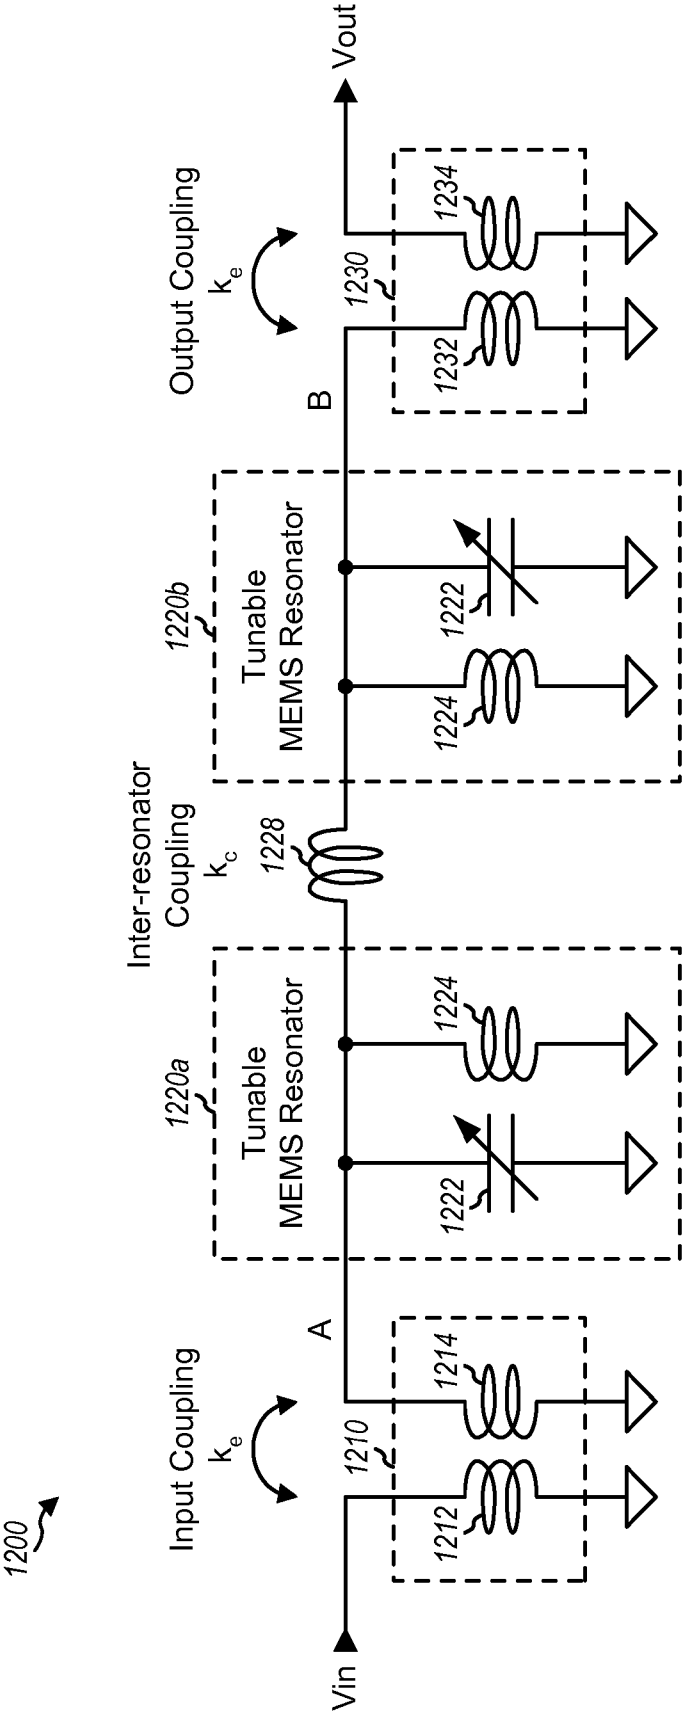 1200
Input Coupling
ke
Inter-resonator
Coupling
kc
Output Coupling
ke
1220a
Tunable
MEMS Resonator
1220b
Tunable
MEMS Resonator
Vin
A
1228
B
Vout
1210
1212
1214
1222
1224
1224
1222
1230
1232
1234